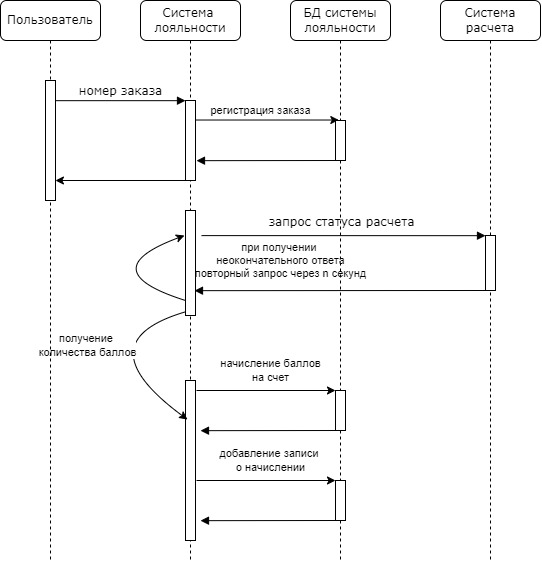 Пользователь
Система
лояльности
БД системы
лояльности
Система
расчета
номер заказа
регистрация заказа
запрос статуса расчета
при получении
неокончательного ответа
повторный запрос через n секунд
получение
количества баллов
начисление баллов
на счет
добавление записи
о начислении